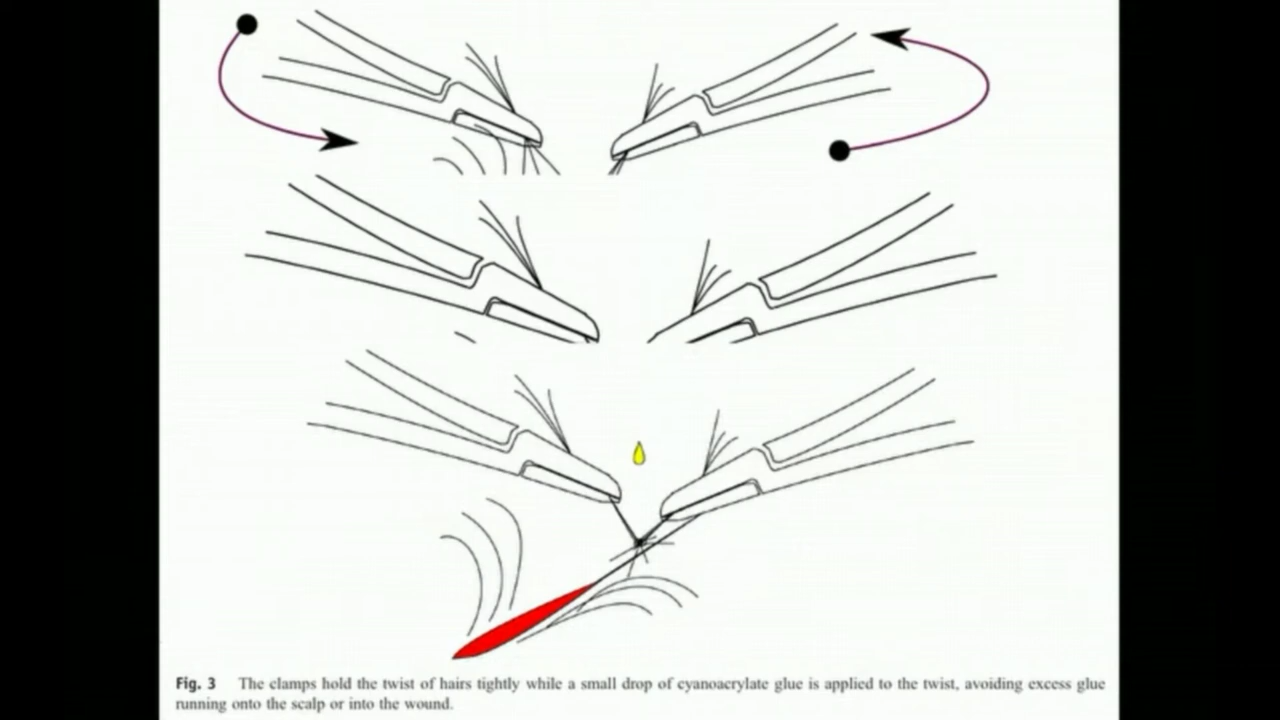 Fig. 3 The clamps hold the twist of hairs tightly while a small drop of cyanoacrylate glue is applied to the twist, avoiding excess glue
running onto the scalp or into the wound.